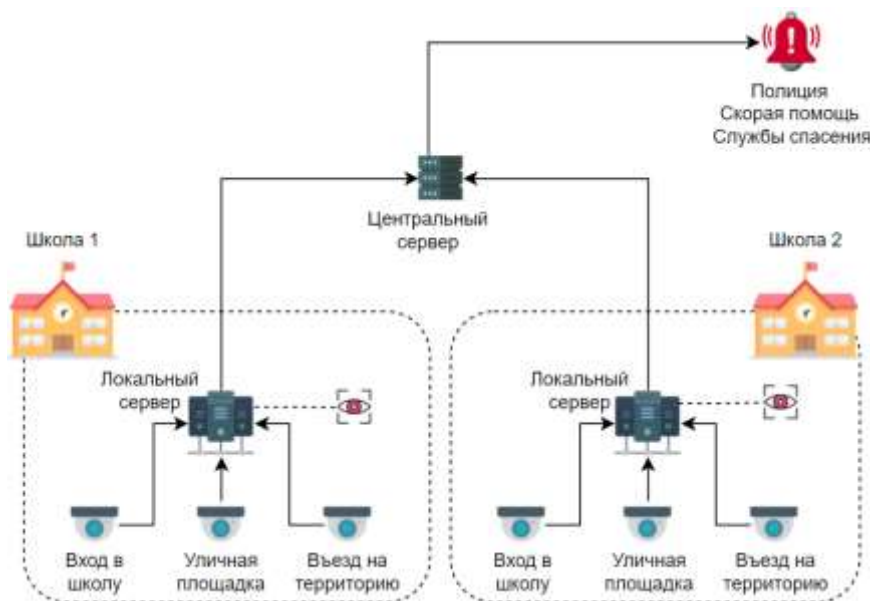 Полиция
Скорая помощь
Службы спасения
Центральный
сервер
Школа 1
Школа 2
Локальный
сервер
Локальный
сервер
Вход в
школу
Уличная
площадка
Въезд на
территорию
Вход в
школу
Уличная
площадка
Въезд на
территорию